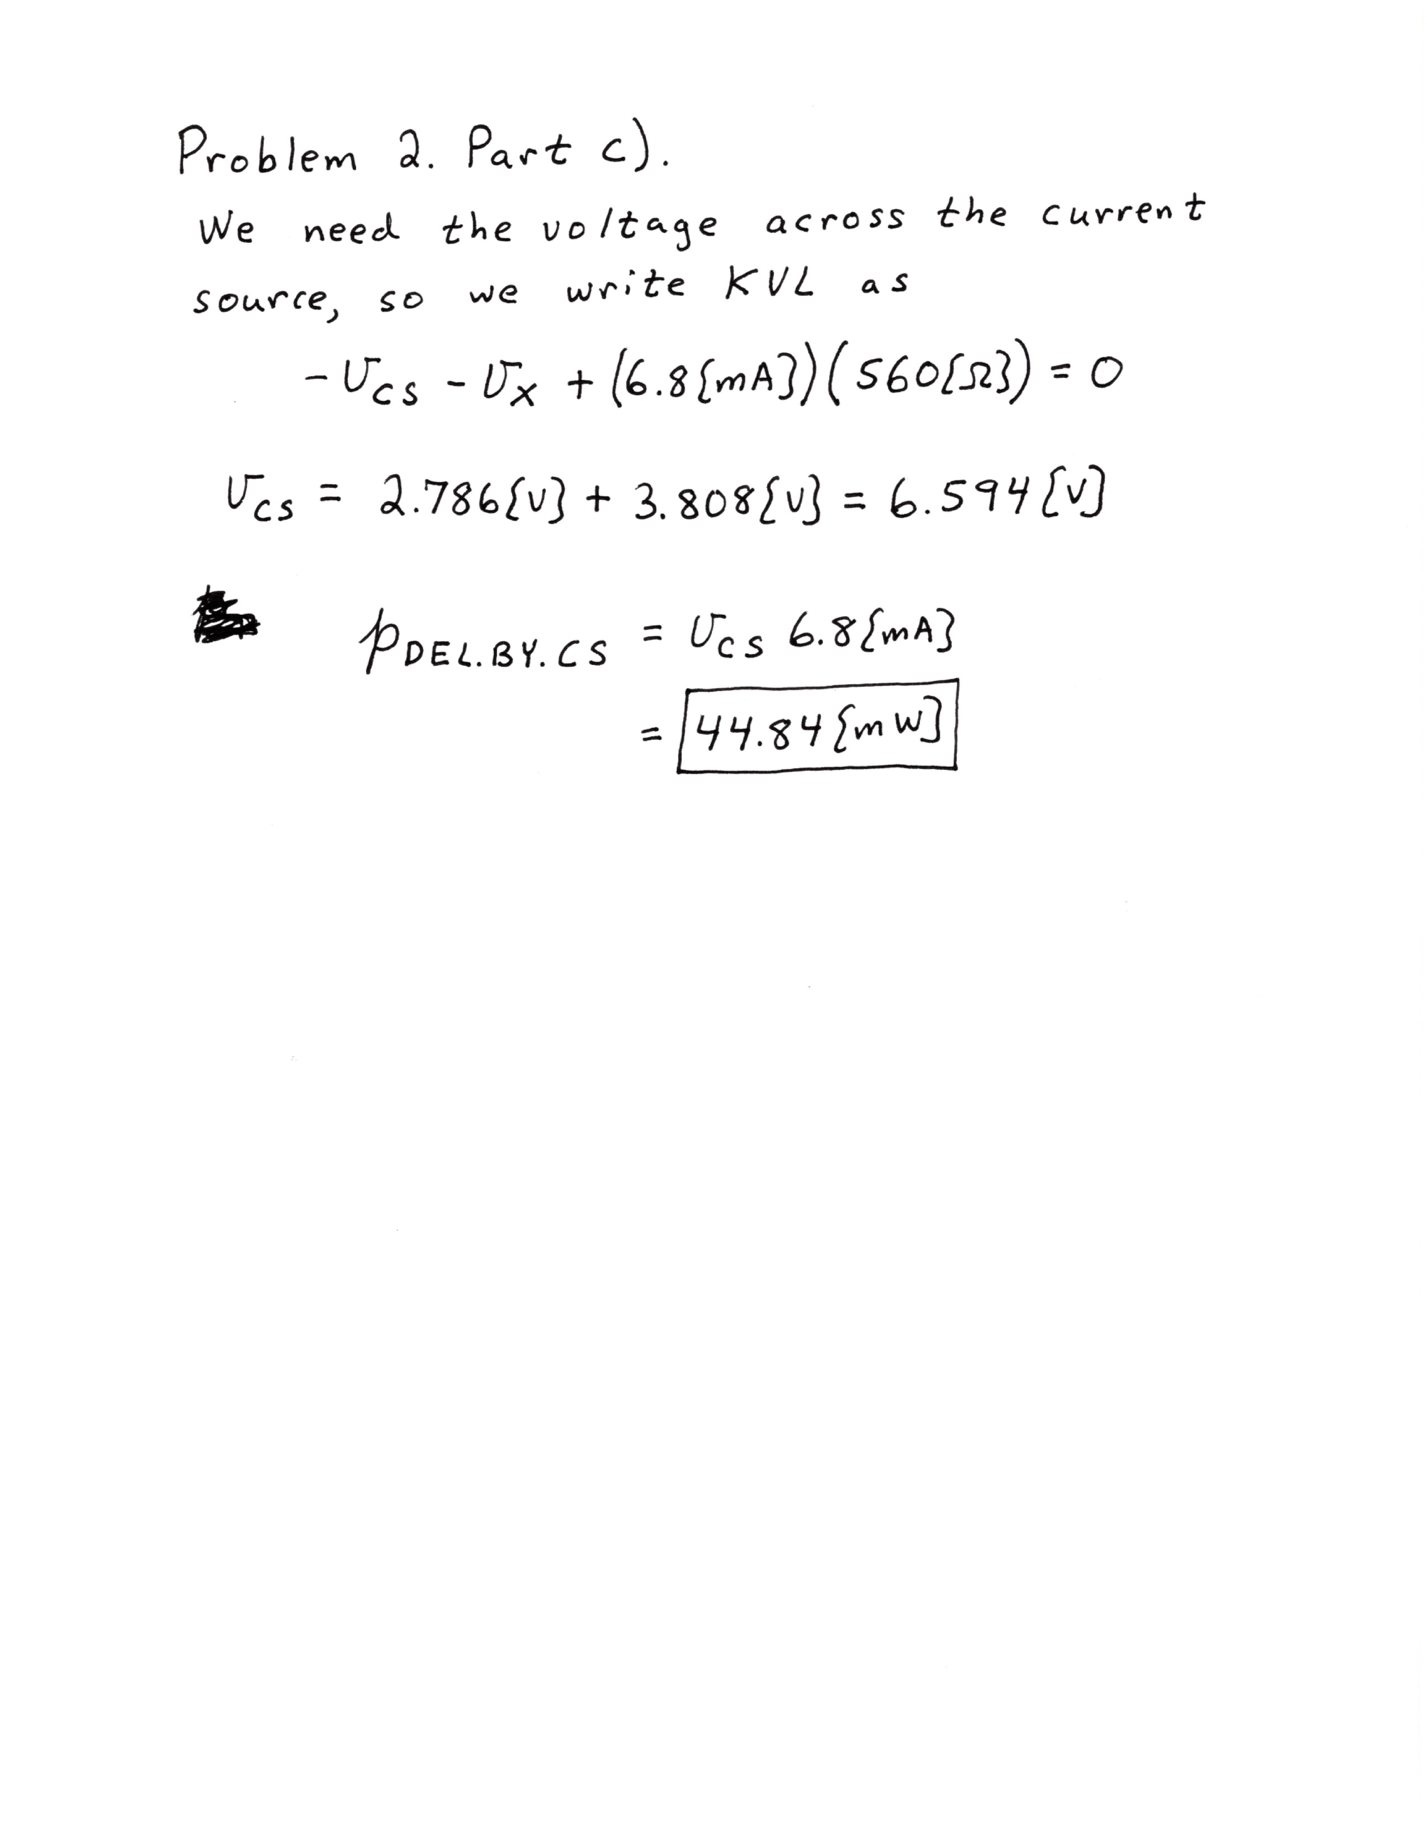 Problem 2. Part c).
We need the voltage across the current
source, so we write KVL as
-v_CS - v_X + (6.8{mA})(560{Ω}) = 0
v_CS = 2.786{V} + 3.808{V} = 6.594{V}
p_DEL.BY.CS = v_CS 6.8{mA}
= 44.84{mW}